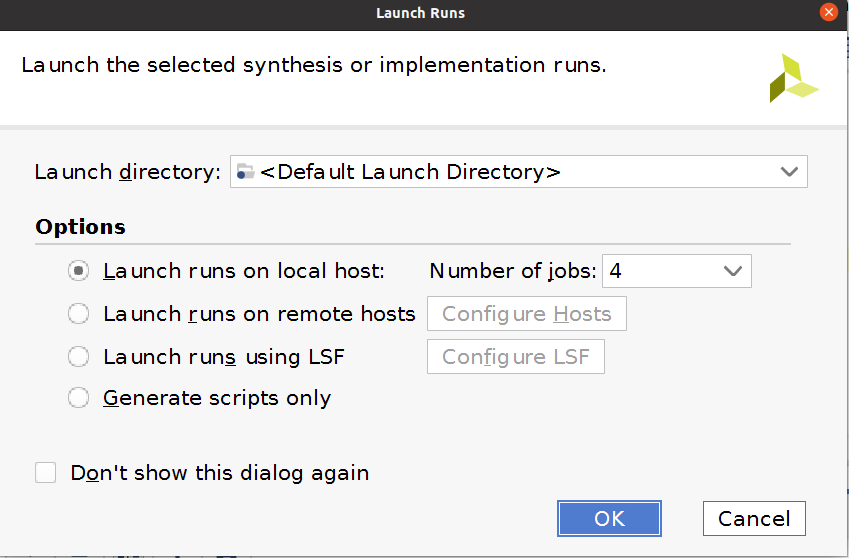 Launch Runs
Launch the selected synthesis or implementation runs.
Launch directory: <Default Launch Directory>
Options
Launch runs on local host: Number of jobs: 4
Launch runs on remote hosts Configure Hosts
Launch runs using LSF Configure LSF
Generate scripts only
Don't show this dialog again
OK Cancel